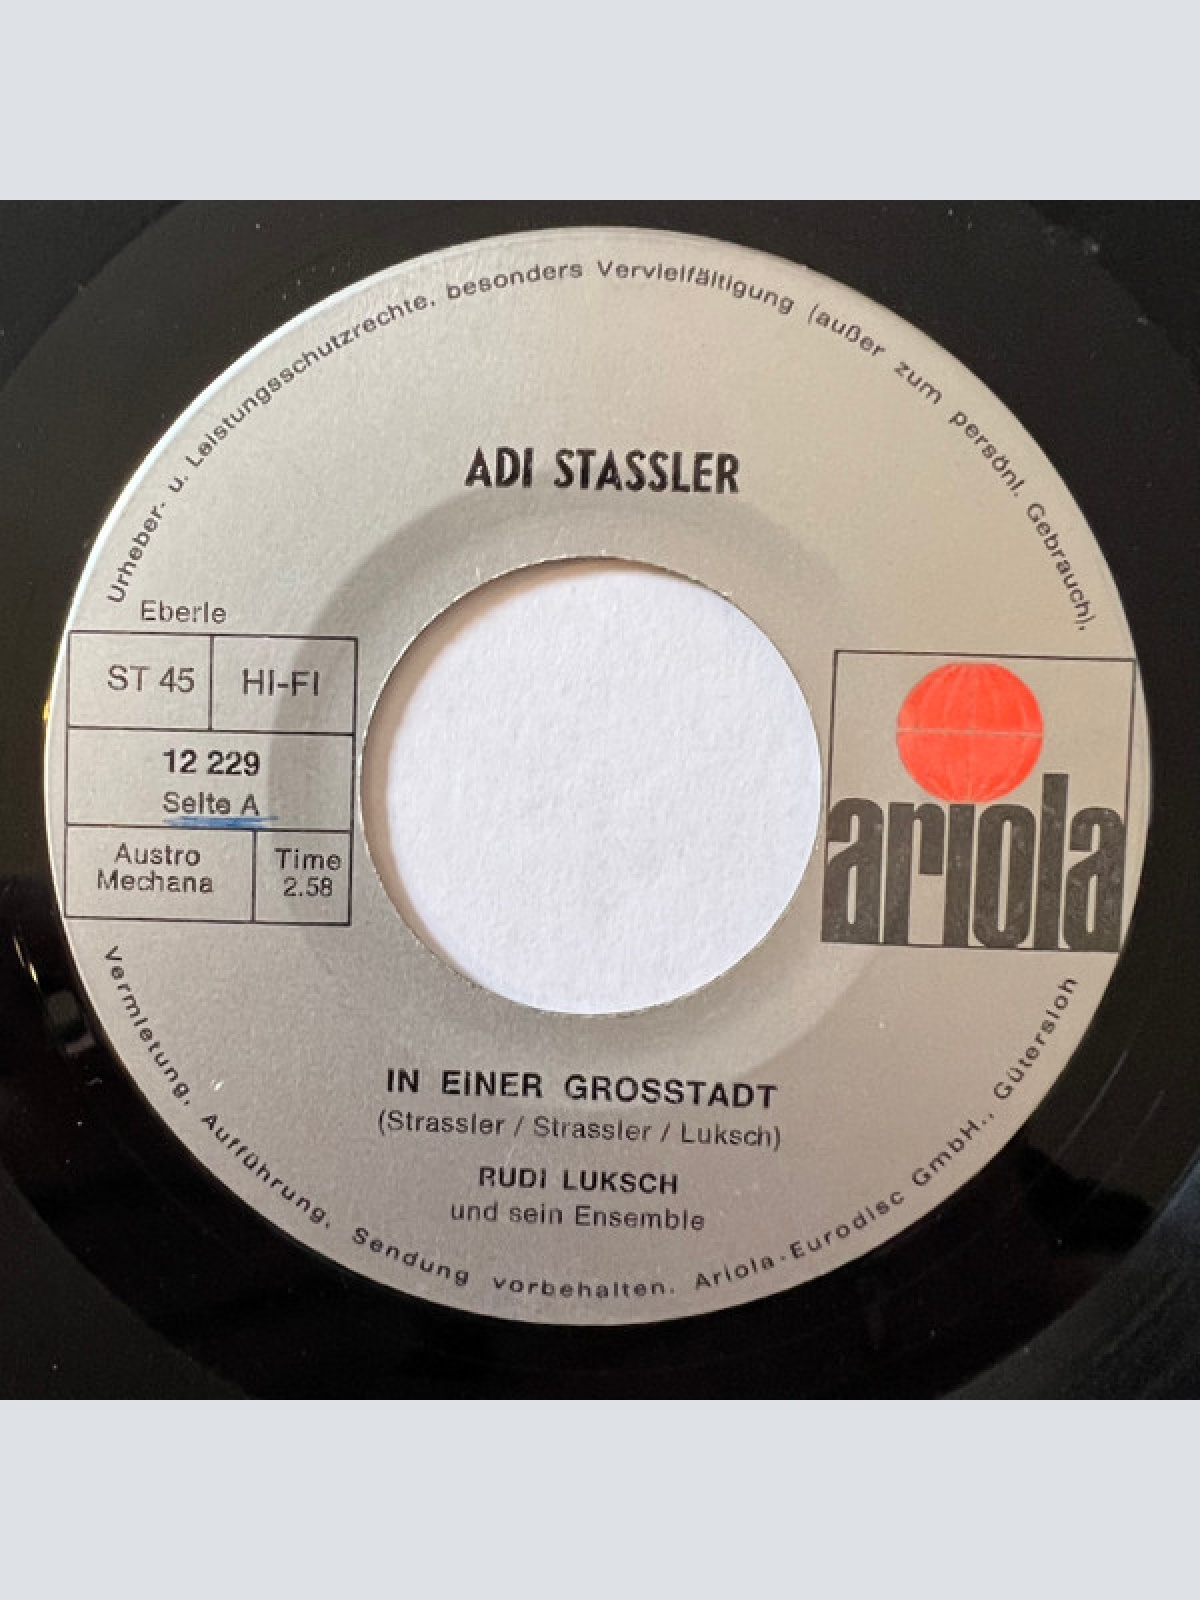 Urheber- u. Leistungsschutzrechte, besonders Vervielfältigung (außer zum persönl. Gebrauch),
ADI STASSLER
Eberle
ST 45 HI-FI
12 229
Seite A
Austro Mechana
Time 2.58
ariola
IN EINER GROSSTADT
(Strassler / Strassler / Luksch)
RUDI LUKSCH
und sein Ensemble
Vermietung, Aufführung, Sendung vorbehalten. Ariola-Eurodisc GmbH., Gütersloh